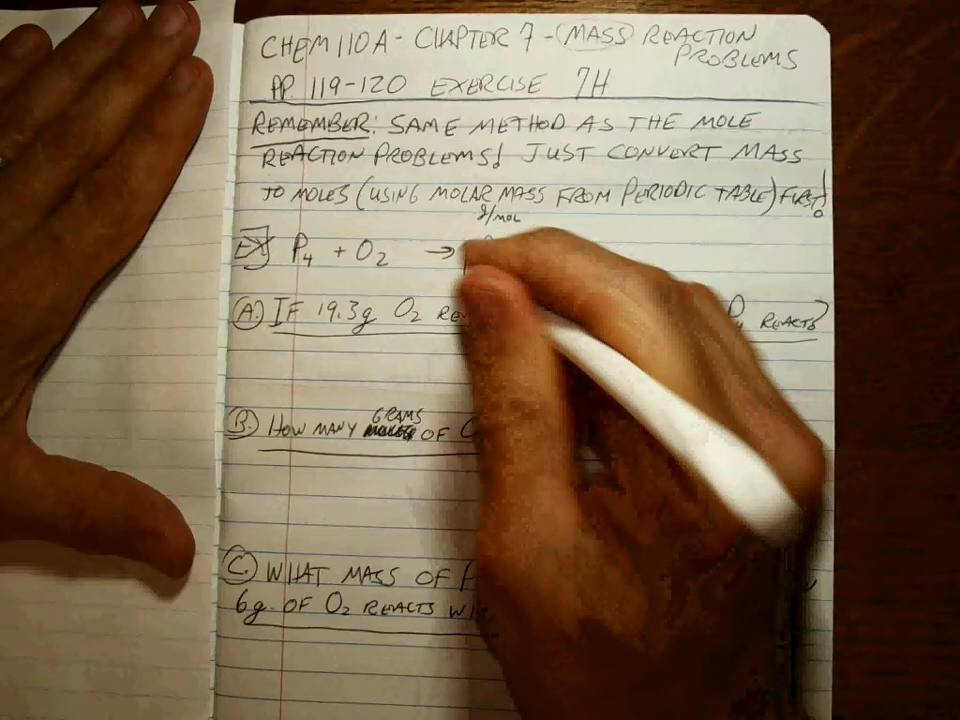 CHEM 110A - CHAPTER 7 - (MASS) REACTION
PROBLEMS
PP. 119-120 EXERCISE 7H
REMEMBER: SAME METHOD AS THE MOLE
REACTION PROBLEMS! JUST CONVERT MASS
TO MOLES (USING MOLAR MASS FROM PERIODIC TABLE) FIRST!
g/mol
EX P4 + O2 →
A. IF 19.3g O2 REACTS?
B. HOW MANY GRAMS OF
C. WHAT MASS OF P
6g OF O2 REACTS